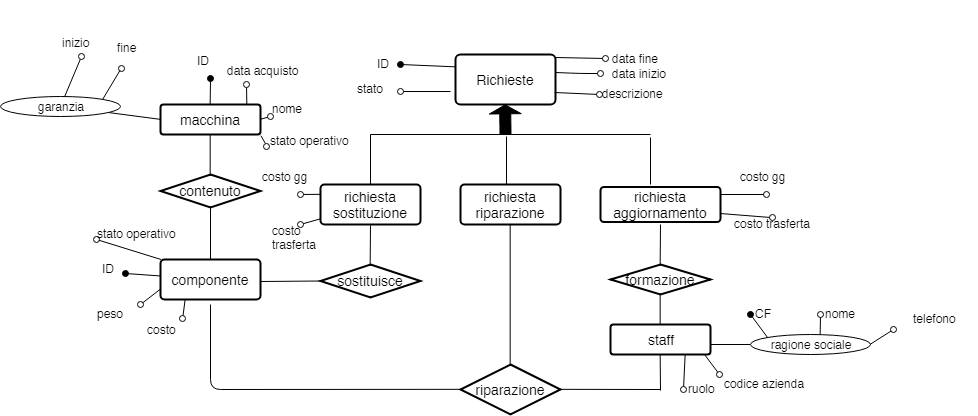 inizio
fine
garanzia
ID
data acquisto
nome
macchina
stato operativo
contenuto
stato operativo
ID
componente
peso
costo
ID
stato
Richieste
data fine
data inizio
descrizione
costo gg
costo
trasferta
richiesta
sostituzione
richiesta
riparazione
richiesta
aggiornamento
costo gg
costo trasferta
sostituisce
formazione
staff
CF
nome
telefono
ragione sociale
ruolo
codice azienda
riparazione